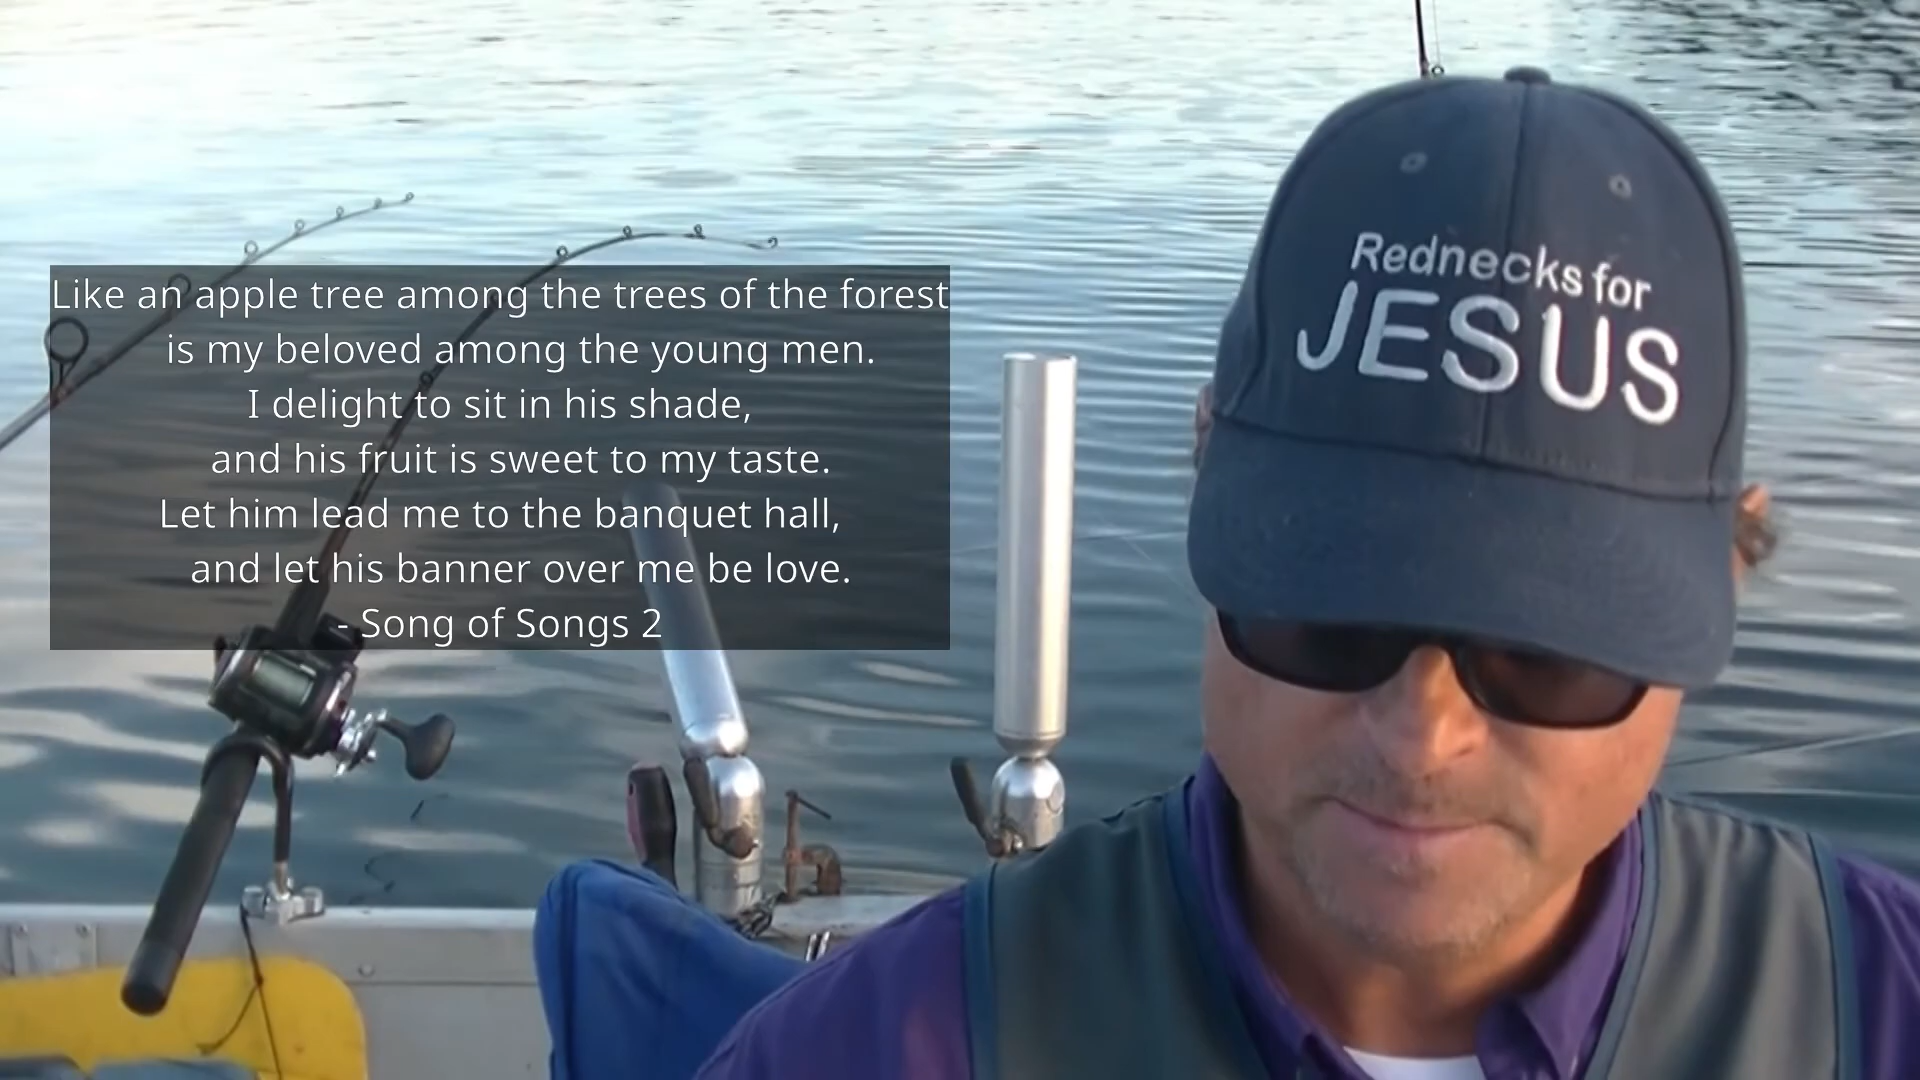 Like an apple tree among the trees of the forest
is my beloved among the young men.
I delight to sit in his shade,
and his fruit is sweet to my taste.
Let him lead me to the banquet hall,
and let his banner over me be love.
- Song of Songs 2
Rednecks for
JESUS